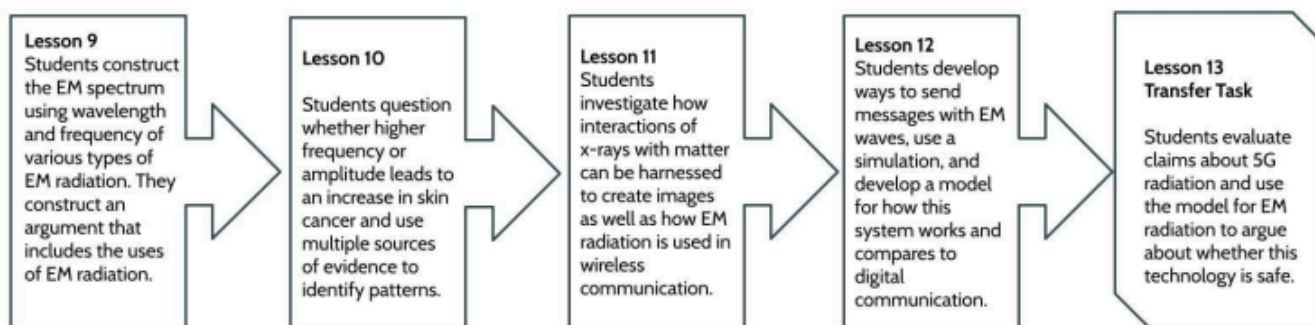 Lesson 9
Students construct
the EM spectrum
using wavelength
and frequency of
various types of
EM radiation. They
construct an
argument that
includes the uses
of EM radiation.
Lesson 10
Students question
whether higher
frequency or
amplitude leads to
an increase in skin
cancer and use
multiple sources
of evidence to
identify patterns.
Lesson 11
Students
investigate how
interactions of
x-rays with matter
can be harnessed
to create images
as well as how EM
radiation is used in
wireless
communication.
Lesson 12
Students develop
ways to send
messages with EM
waves, use a
simulation, and
develop a model
for how this
system works and
compares to
digital
communication.
Lesson 13
Transfer Task
Students evaluate
claims about 5G
radiation and use
the model for EM
radiation to argue
about whether this
technology is safe.